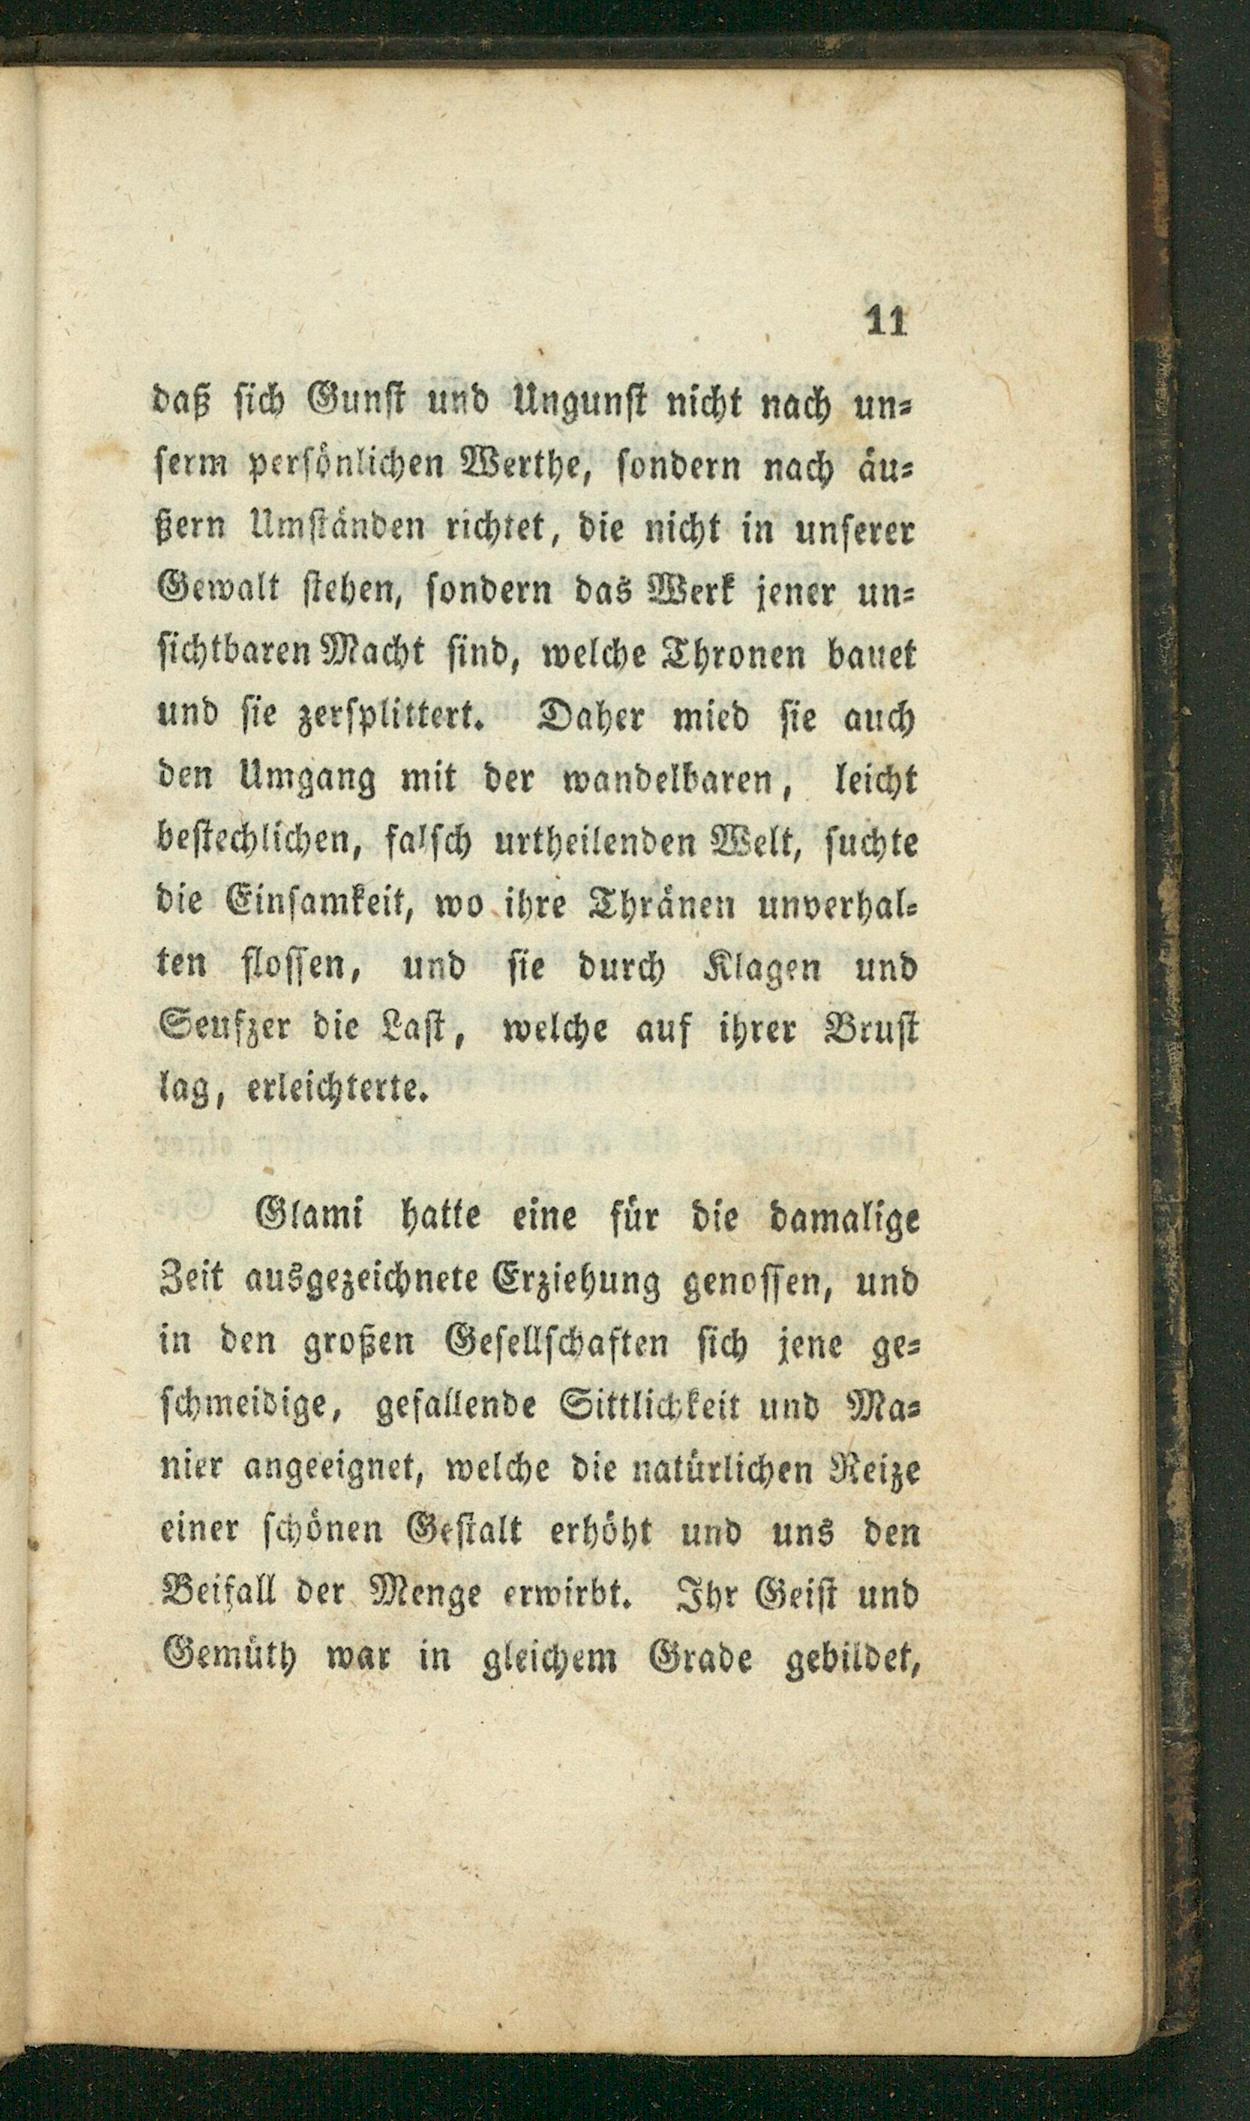 11
daß sich Gunst und Ungunst nicht nach un⸗
serm persönlichen Werthe, sondern nach äu⸗
ßern Umständen richtet, die nicht in unserer
Gewalt stehen, sondern das Werk jener un⸗
sichtbaren Macht sind, welche Thronen bauet
und sie zersplittert. Daher mied sie auch
den Umgang mit der wandelbaren, leicht
bestechlichen, falsch urtheilenden Welt, suchte
die Einsamkeit, wo ihre Thränen unverhal⸗
ten flossen, und sie durch Klagen und
Seufzer die Last, welche auf ihrer Brust
lag, erleichterte.
Glami hatte eine für die damalige
Zeit ausgezeichnete Erziehung genossen, und
in den großen Gesellschaften sich jene ge⸗
schmeidige, gefallende Sittlichkeit und Ma⸗
nier angeeignet, welche die natürlichen Reize
einer schönen Gestalt erhöht und uns den
Beifall der Menge erwirbt. Ihr Geist und
Gemüth war in gleichem Grade gebildet,